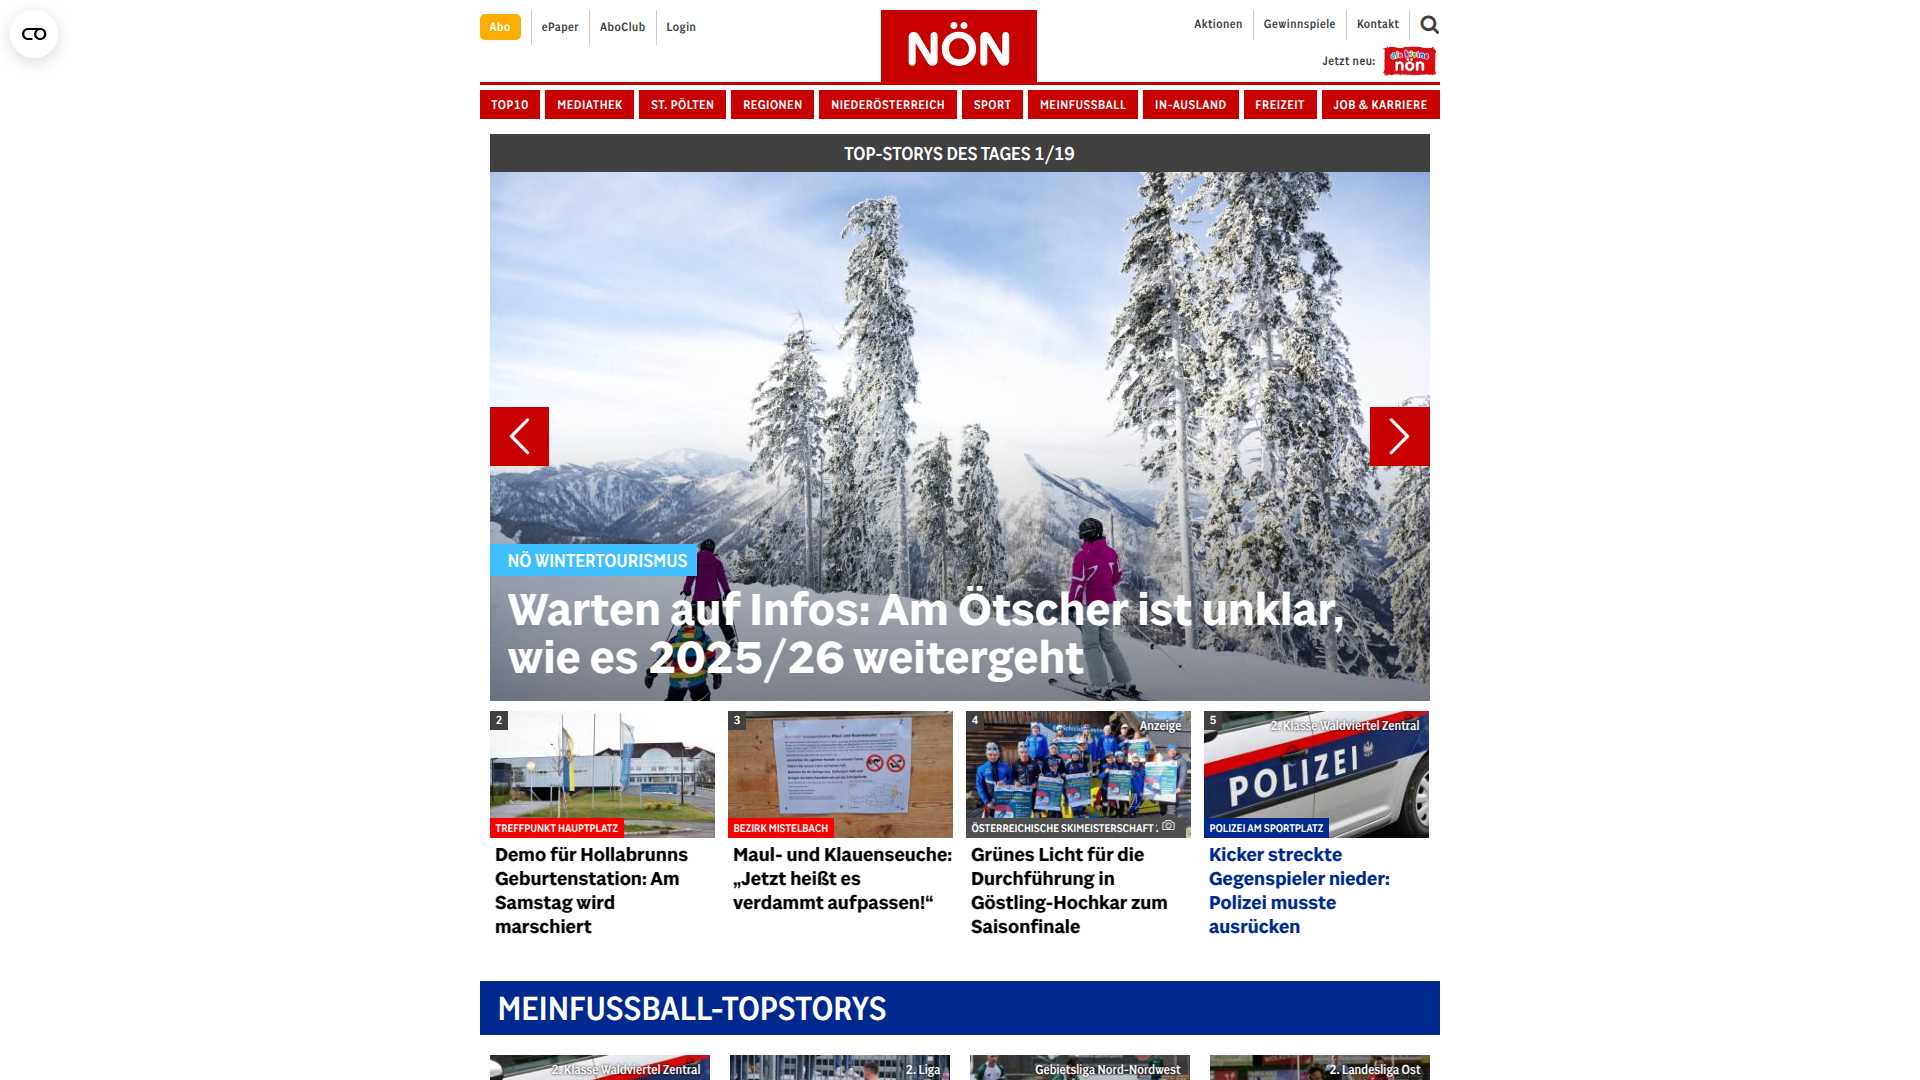 Abo
ePaper
AboClub
Login
NÖN
Aktionen
Gewinnspiele
Kontakt
Jetzt neu:
die kleine
nön
TOP10
MEDIATHEK
ST. PÖLTEN
REGIONEN
NIEDERÖSTERREICH
SPORT
MEINFUSSBALL
IN-AUSLAND
FREIZEIT
JOB & KARRIERE
TOP-STORYS DES TAGES 1/19
NÖ WINTERTOURISMUS
Warten auf Infos: Am Ötscher ist unklar,
wie es 2025/26 weitergeht
2
TREFFPUNKT HAUPTPLATZ
Demo für Hollabrunns
Geburtenstation: Am
Samstag wird
marschiert
3
BEZIRK MISTELBACH
Maul- und Klauenseuche:
„Jetzt heißt es
verdammt aufpassen!“
4
Anzeige
ÖSTERREICHISCHE SKIMEISTERSCHAFT .
Grünes Licht für die
Durchführung in
Göstling-Hochkar zum
Saisonfinale
5
2. Klasse Waldviertel Zentral
POLIZEI
POLIZEI AM SPORTPLATZ
Kicker streckte
Gegenspieler nieder:
Polizei musste
ausrücken
MEINFUSSBALL-TOPSTORYS
2. Klasse Waldviertel Zentral
2. Liga
Gebietsliga Nord-Nordwest
2. Landesliga Ost